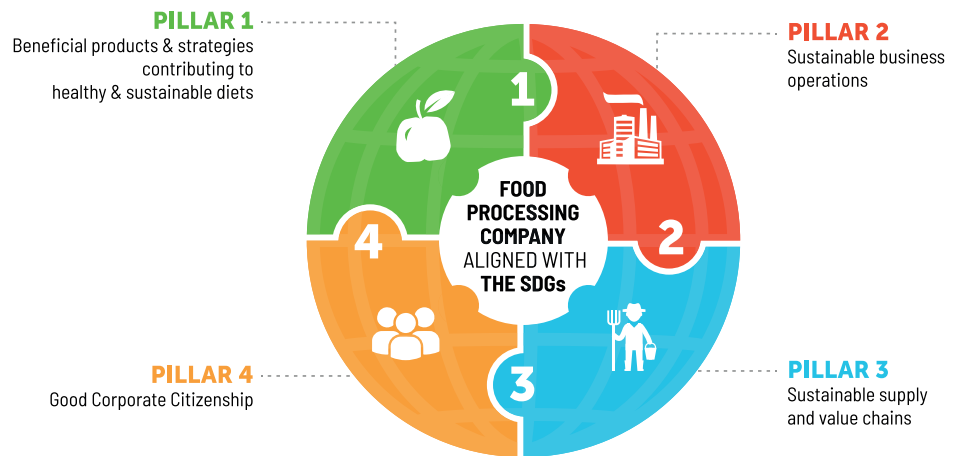 PILLAR 1
Beneficial products & strategies
contributing to
healthy & sustainable diets
PILLAR 2
Sustainable business
operations
1
2
3
4
FOOD
PROCESSING
COMPANY
ALIGNED WITH
THE SDGs
PILLAR 3
Sustainable supply
and value chains
PILLAR 4
Good Corporate Citizenship